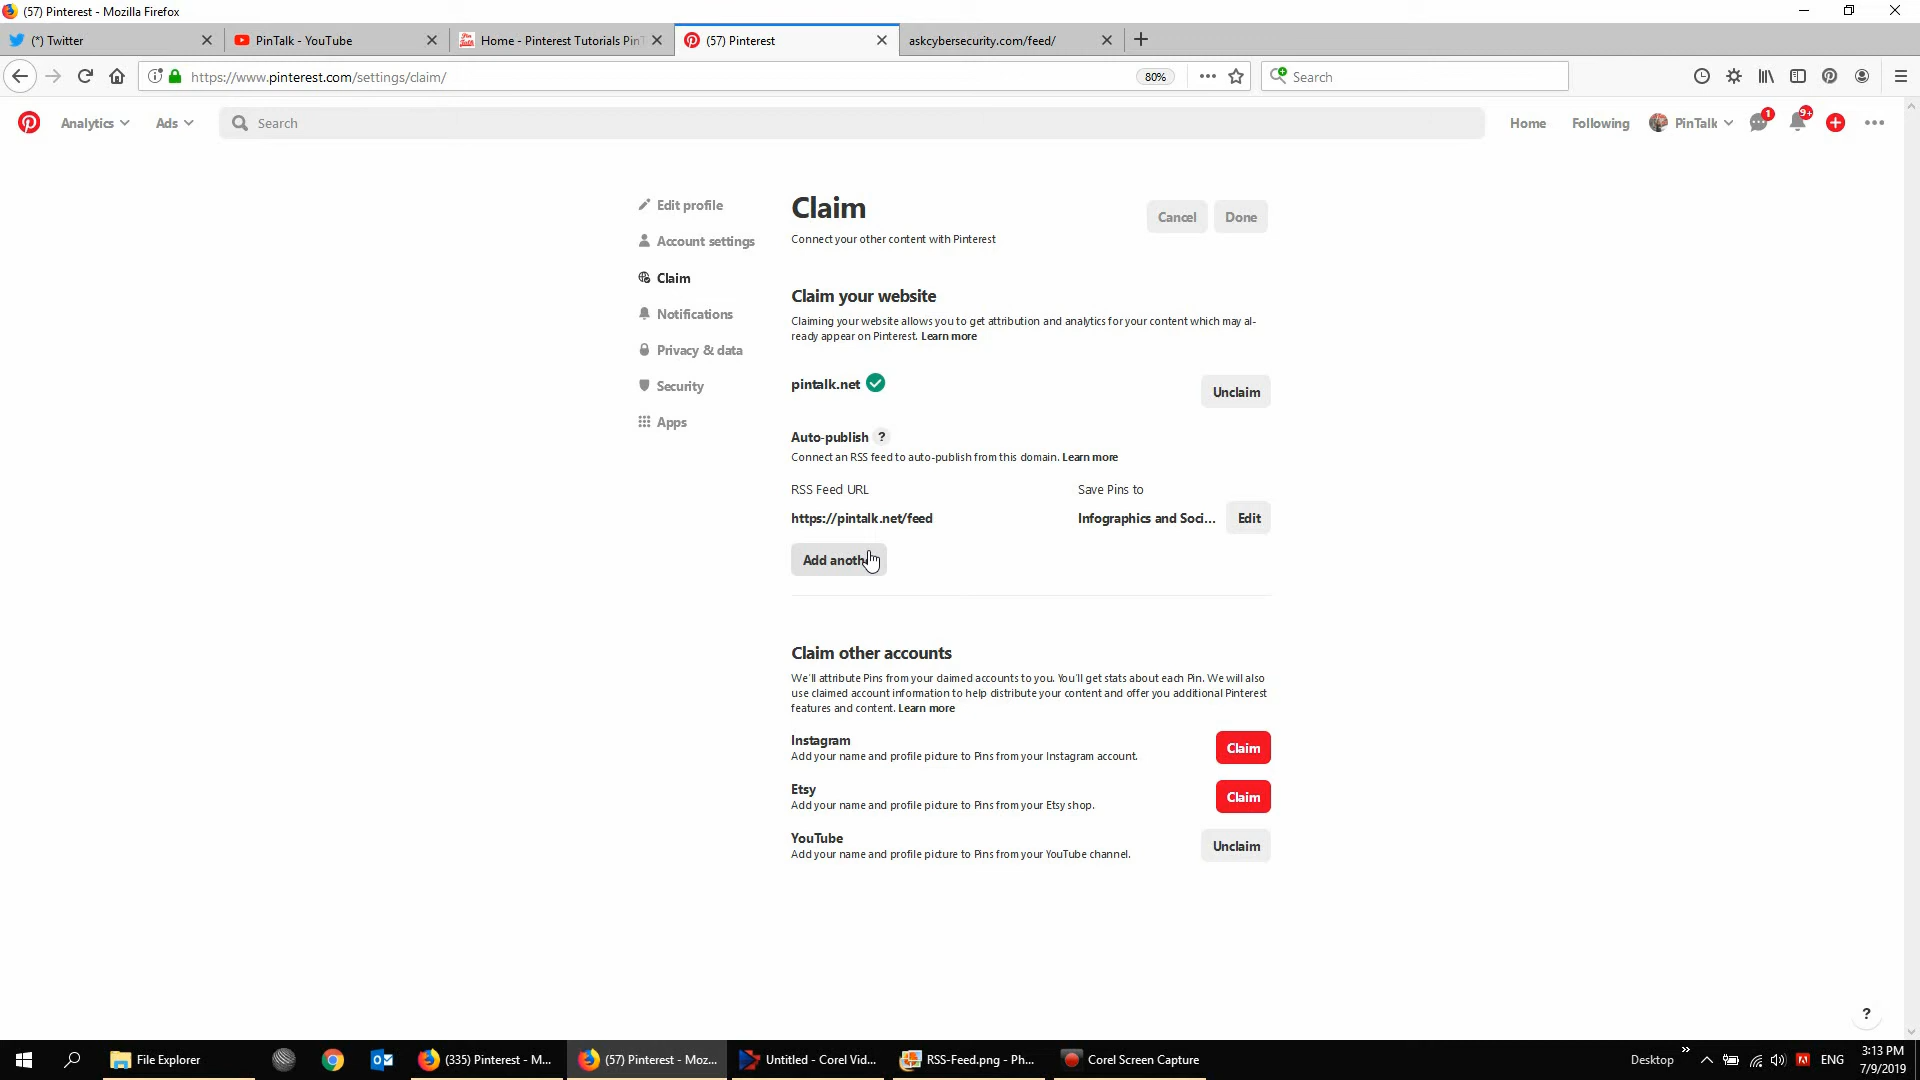 (57) Pinterest - Mozilla Firefox
(*) Twitter
PinTalk - YouTube
Home - Pinterest Tutorials PinT
(57) Pinterest
askcybersecurity.com/feed/
https://www.pinterest.com/settings/claim/
80%
Search
Analytics
Ads
Search
Home
Following
PinTalk
1
9+
Edit profile
Account settings
Claim
Notifications
Privacy & data
Security
Apps
Claim
Cancel
Done
Connect your other content with Pinterest
Claim your website
Claiming your website allows you to get attribution and analytics for your content which may al-
ready appear on Pinterest. Learn more
pintalk.net
Unclaim
Auto-publish ?
Connect an RSS feed to auto-publish from this domain. Learn more
RSS Feed URL
Save Pins to
https://pintalk.net/feed
Infographics and Soci...
Edit
Add anoth
Claim other accounts
We'll attribute Pins from your claimed accounts to you. You'll get stats about each Pin. We will also
use claimed account information to help distribute your content and offer you additional Pinterest
features and content. Learn more
Instagram
Add your name and profile picture to Pins from your Instagram account.
Claim
Etsy
Add your name and profile picture to Pins from your Etsy shop.
Claim
YouTube
Add your name and profile picture to Pins from your YouTube channel.
Unclaim
?
File Explorer
(335) Pinterest - M...
(57) Pinterest - Moz...
Untitled - Corel Vid...
RSS-Feed.png - Ph...
Corel Screen Capture
Desktop
ENG
3:13 PM
7/9/2019